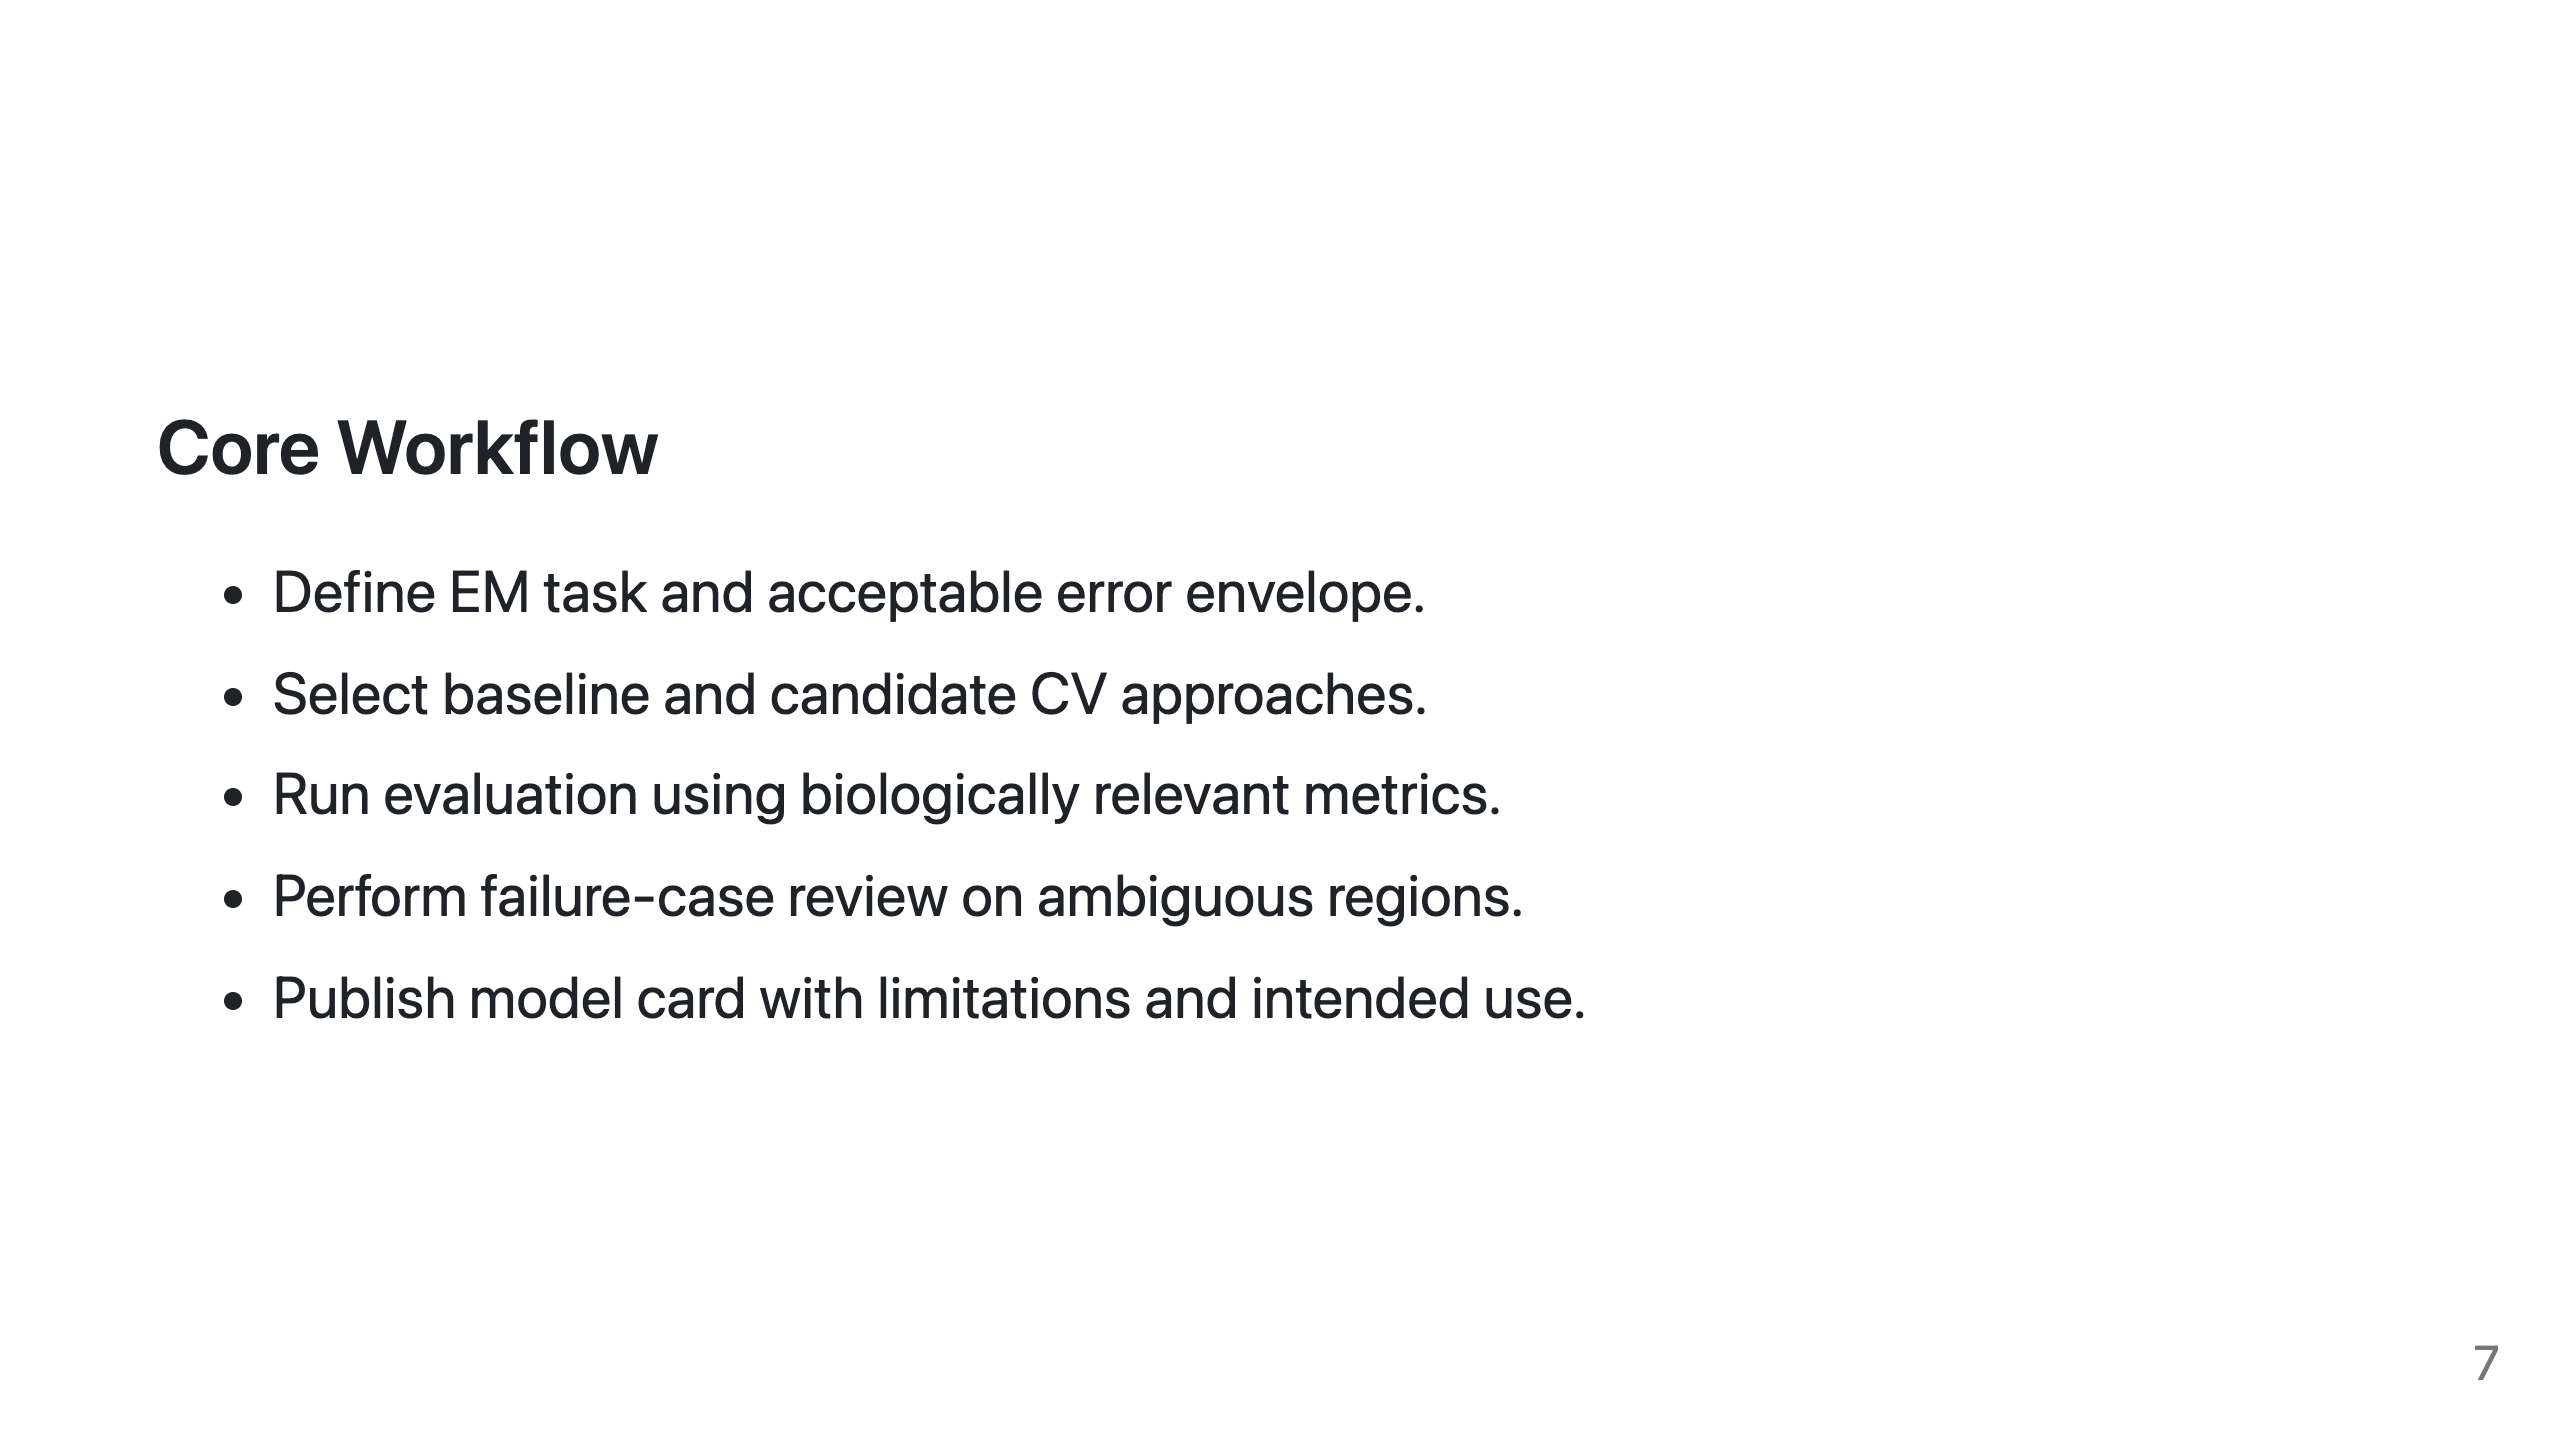 Core Workflow
• Define EM task and acceptable error envelope.
• Select baseline and candidate CV approaches.
• Run evaluation using biologically relevant metrics.
• Perform failure-case review on ambiguous regions.
• Publish model card with limitations and intended use.
7